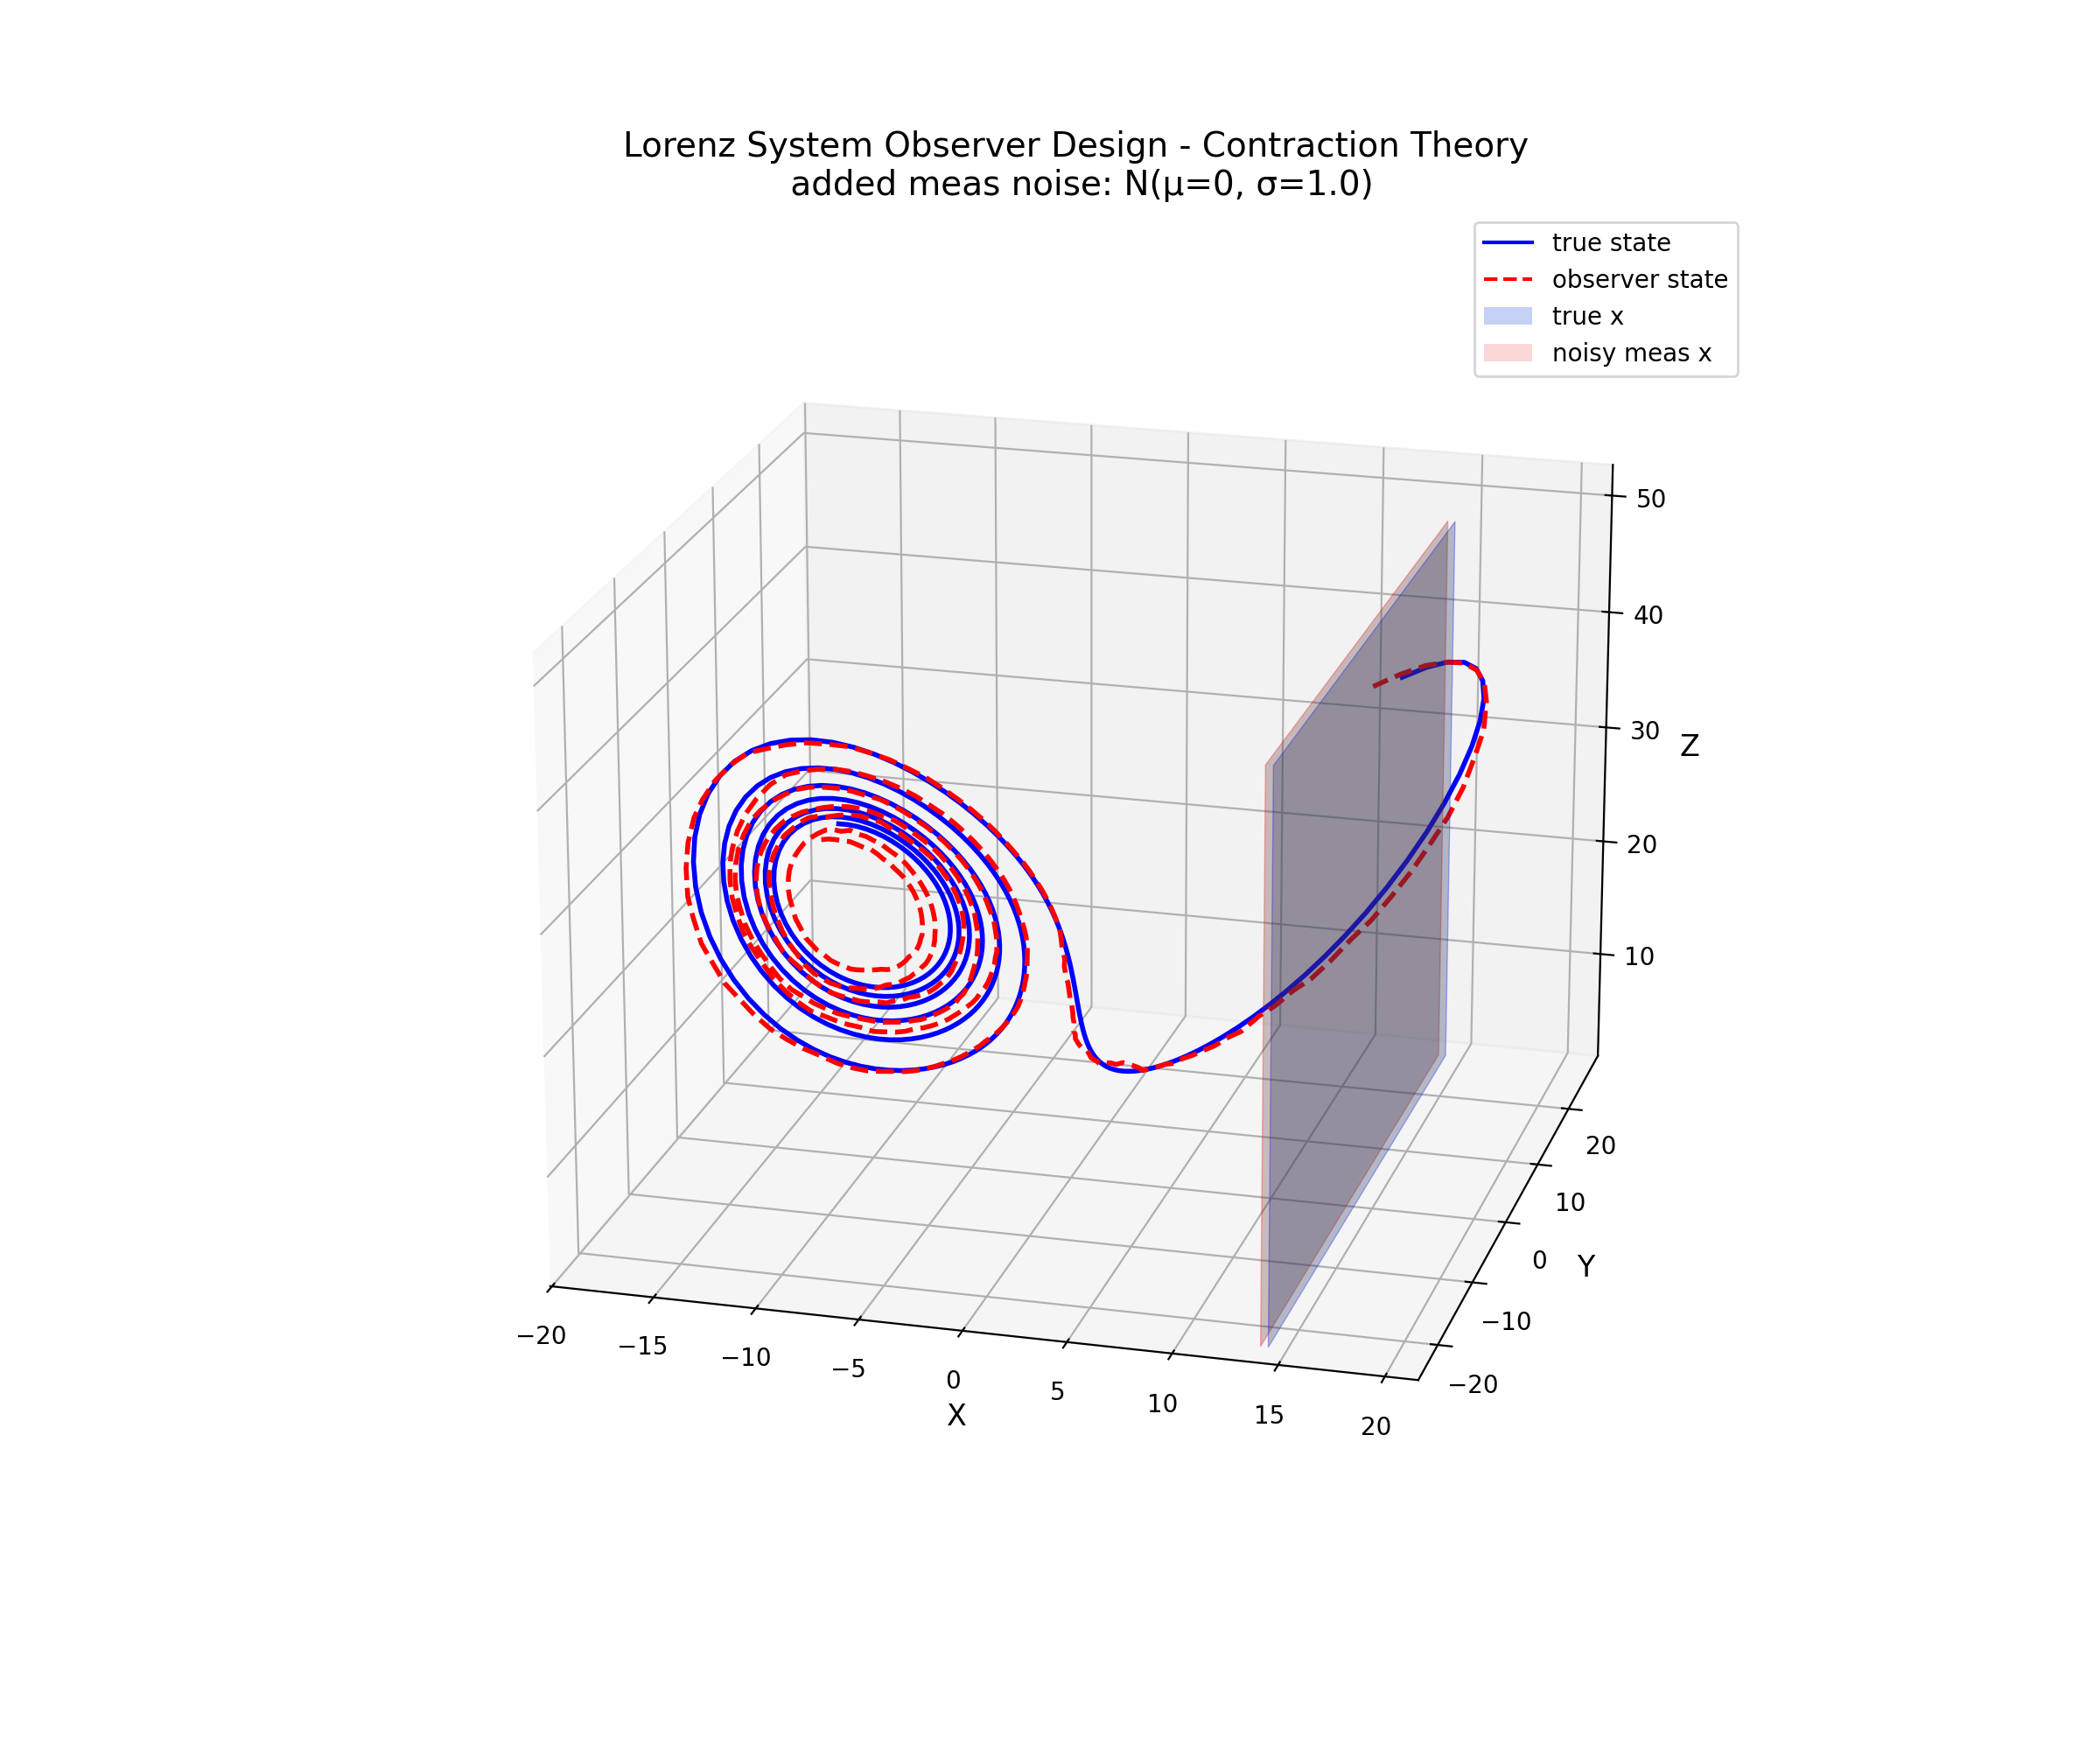 Lorenz System Observer Design - Contraction Theory
added meas noise: N(μ=0, σ=1.0)
true state
observer state
true x
noisy meas x
50
40
30
Z
20
10
20
10
0
Y
−10
−20
−20
−15
−10
−5
0
5
10
15
20
X